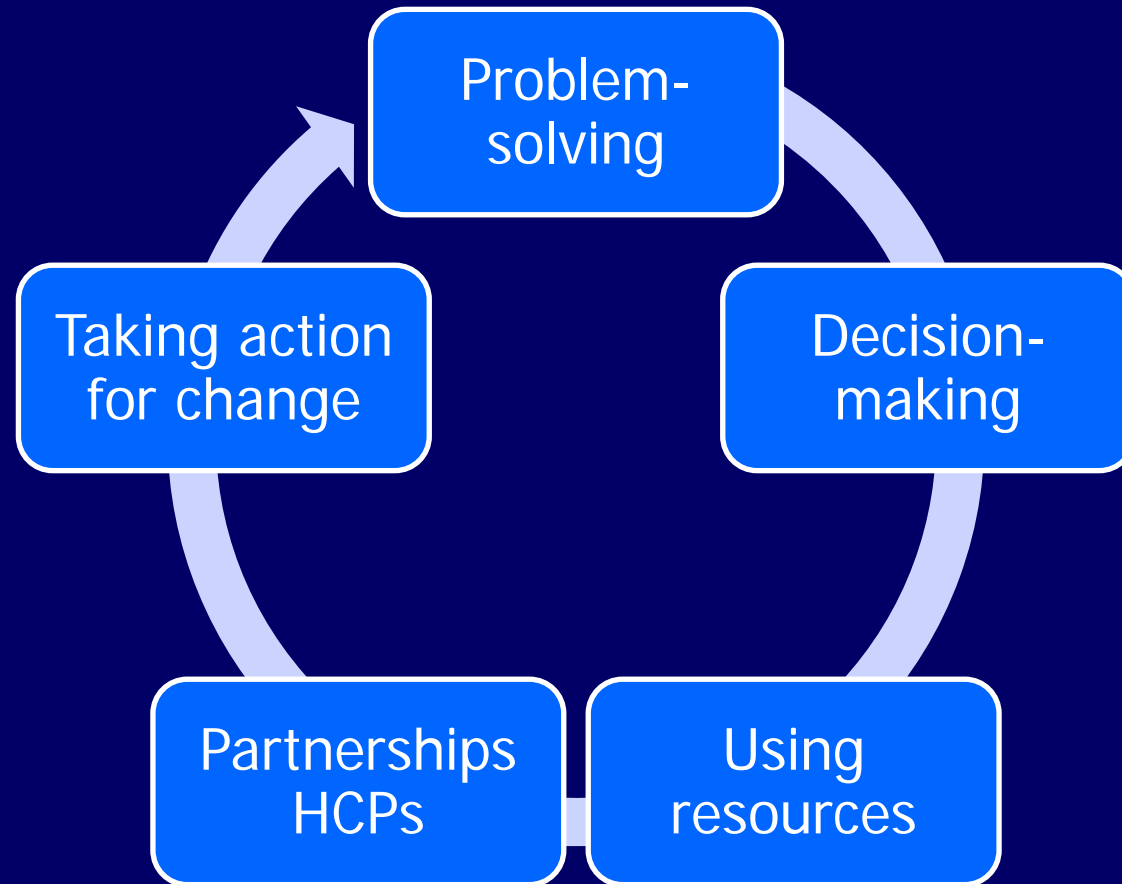 Problem-
solving
Decision-
making
Using
resources
Partnerships
HCPs
Taking action
for change